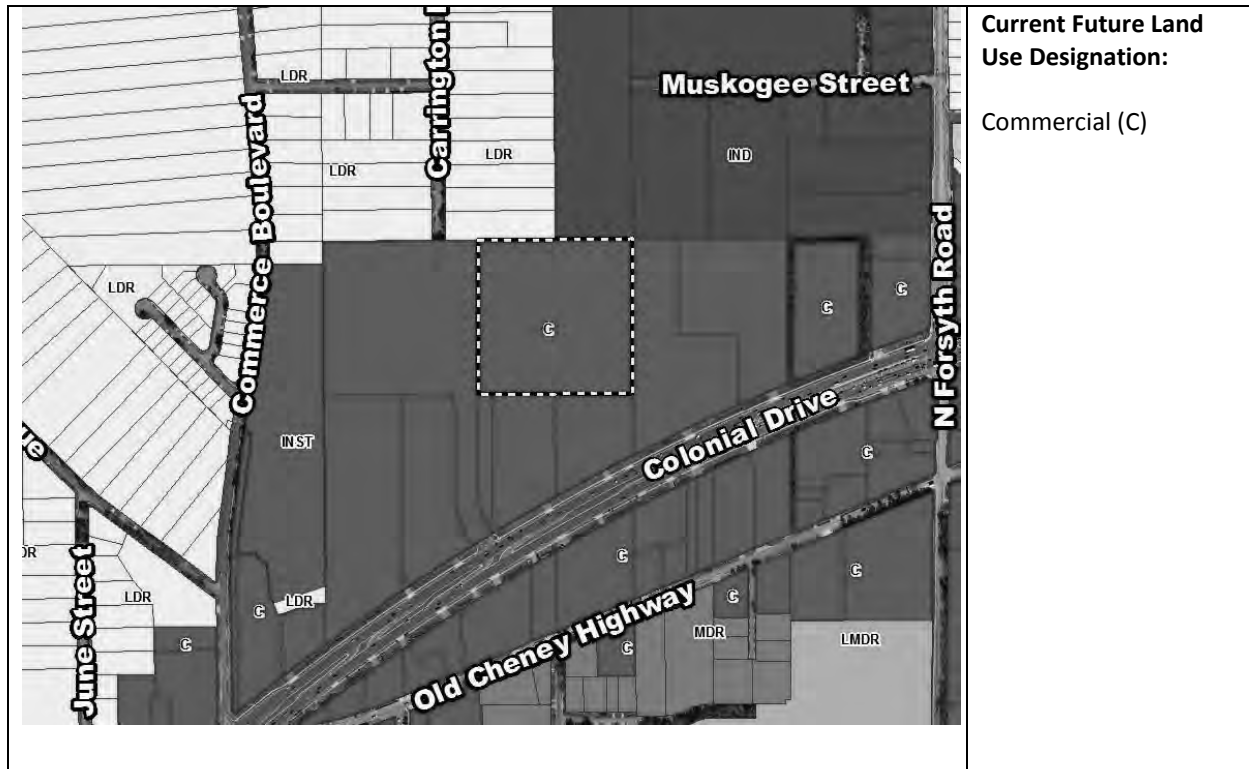 Current Future Land
Use Designation:
Commercial (C)
LDR
Carrington
Muskogee Street
Commerce Boulevard
LDR
LDR
IND
N Forsyth Road
LDR
C
C
C
INST
Colonial Drive
C
June Street
LDR
C
LDR
C
C
C
MDR
LMDR
C
C
Old Cheney Highway